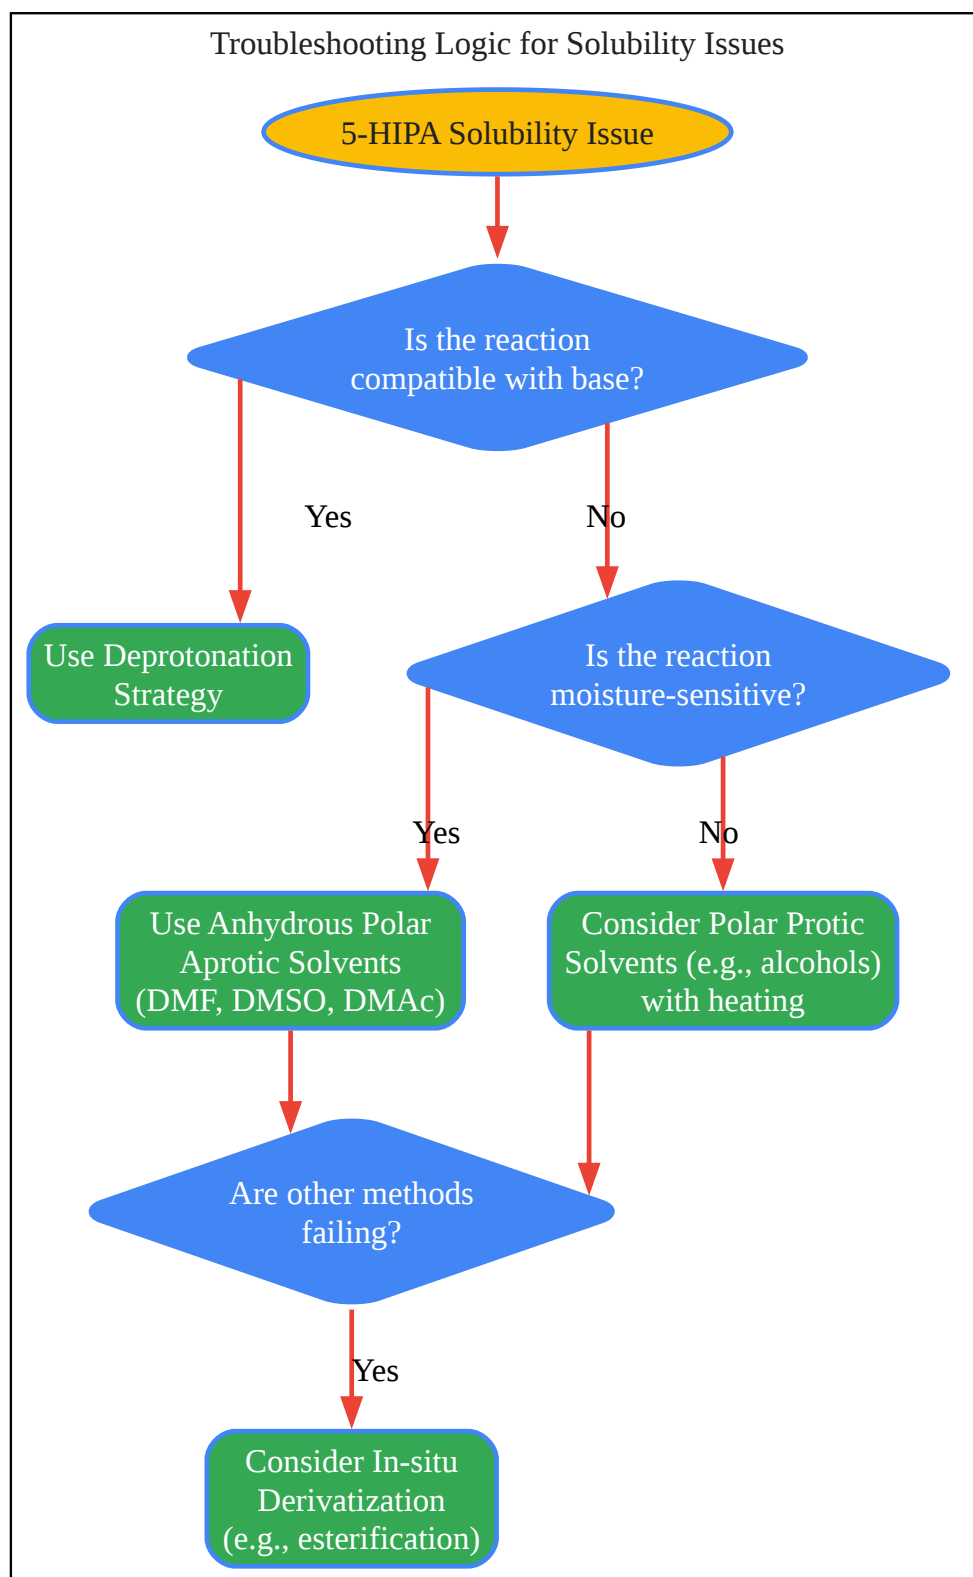 Troubleshooting Logic for Solubility Issues
5-HIPA Solubility Issue
Is the reaction
compatible with base?
Yes
No
Use Deprotonation
Strategy
Is the reaction
moisture-sensitive?
Yes
No
Use Anhydrous Polar
Aprotic Solvents
(DMF, DMSO, DMAc)
Consider Polar Protic
Solvents (e.g., alcohols)
with heating
Are other methods
failing?
Yes
Consider In-situ
Derivatization
(e.g., esterification)